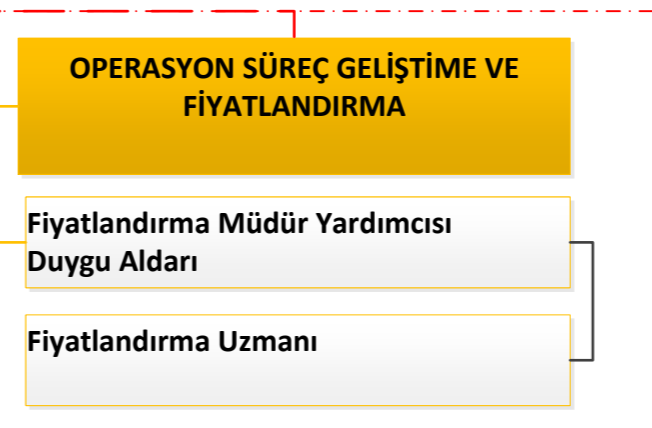 OPERASYON SÜREÇ GELİŞTİME VE
FİYATLANDIRMA
Fiyatlandırma Müdür Yardımcısı
Duygu Aldarı
Fiyatlandırma Uzmanı